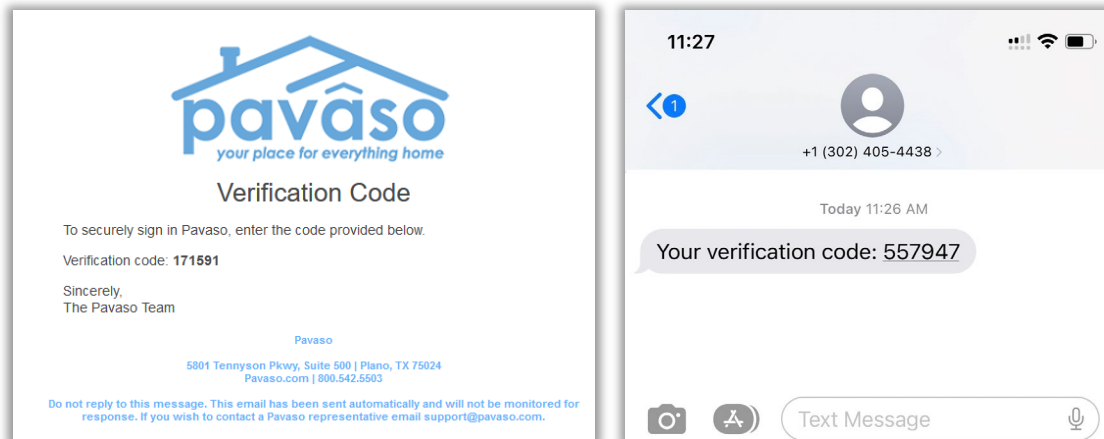 pavâso
your place for everything home
Verification Code
To securely sign in Pavaso, enter the code provided below.
Verification code: 171591
Sincerely,
The Pavaso Team
Pavaso
5801 Tennyson Pkwy, Suite 500 | Plano, TX 75024
Pavaso.com | 800.542.5503
Do not reply to this message. This email has been sent automatically and will not be monitored for
response. If you wish to contact a Pavaso representative email support@pavaso.com.
11:27
1
+1 (302) 405-4438 >
Today 11:26 AM
Your verification code: 557947
Text Message